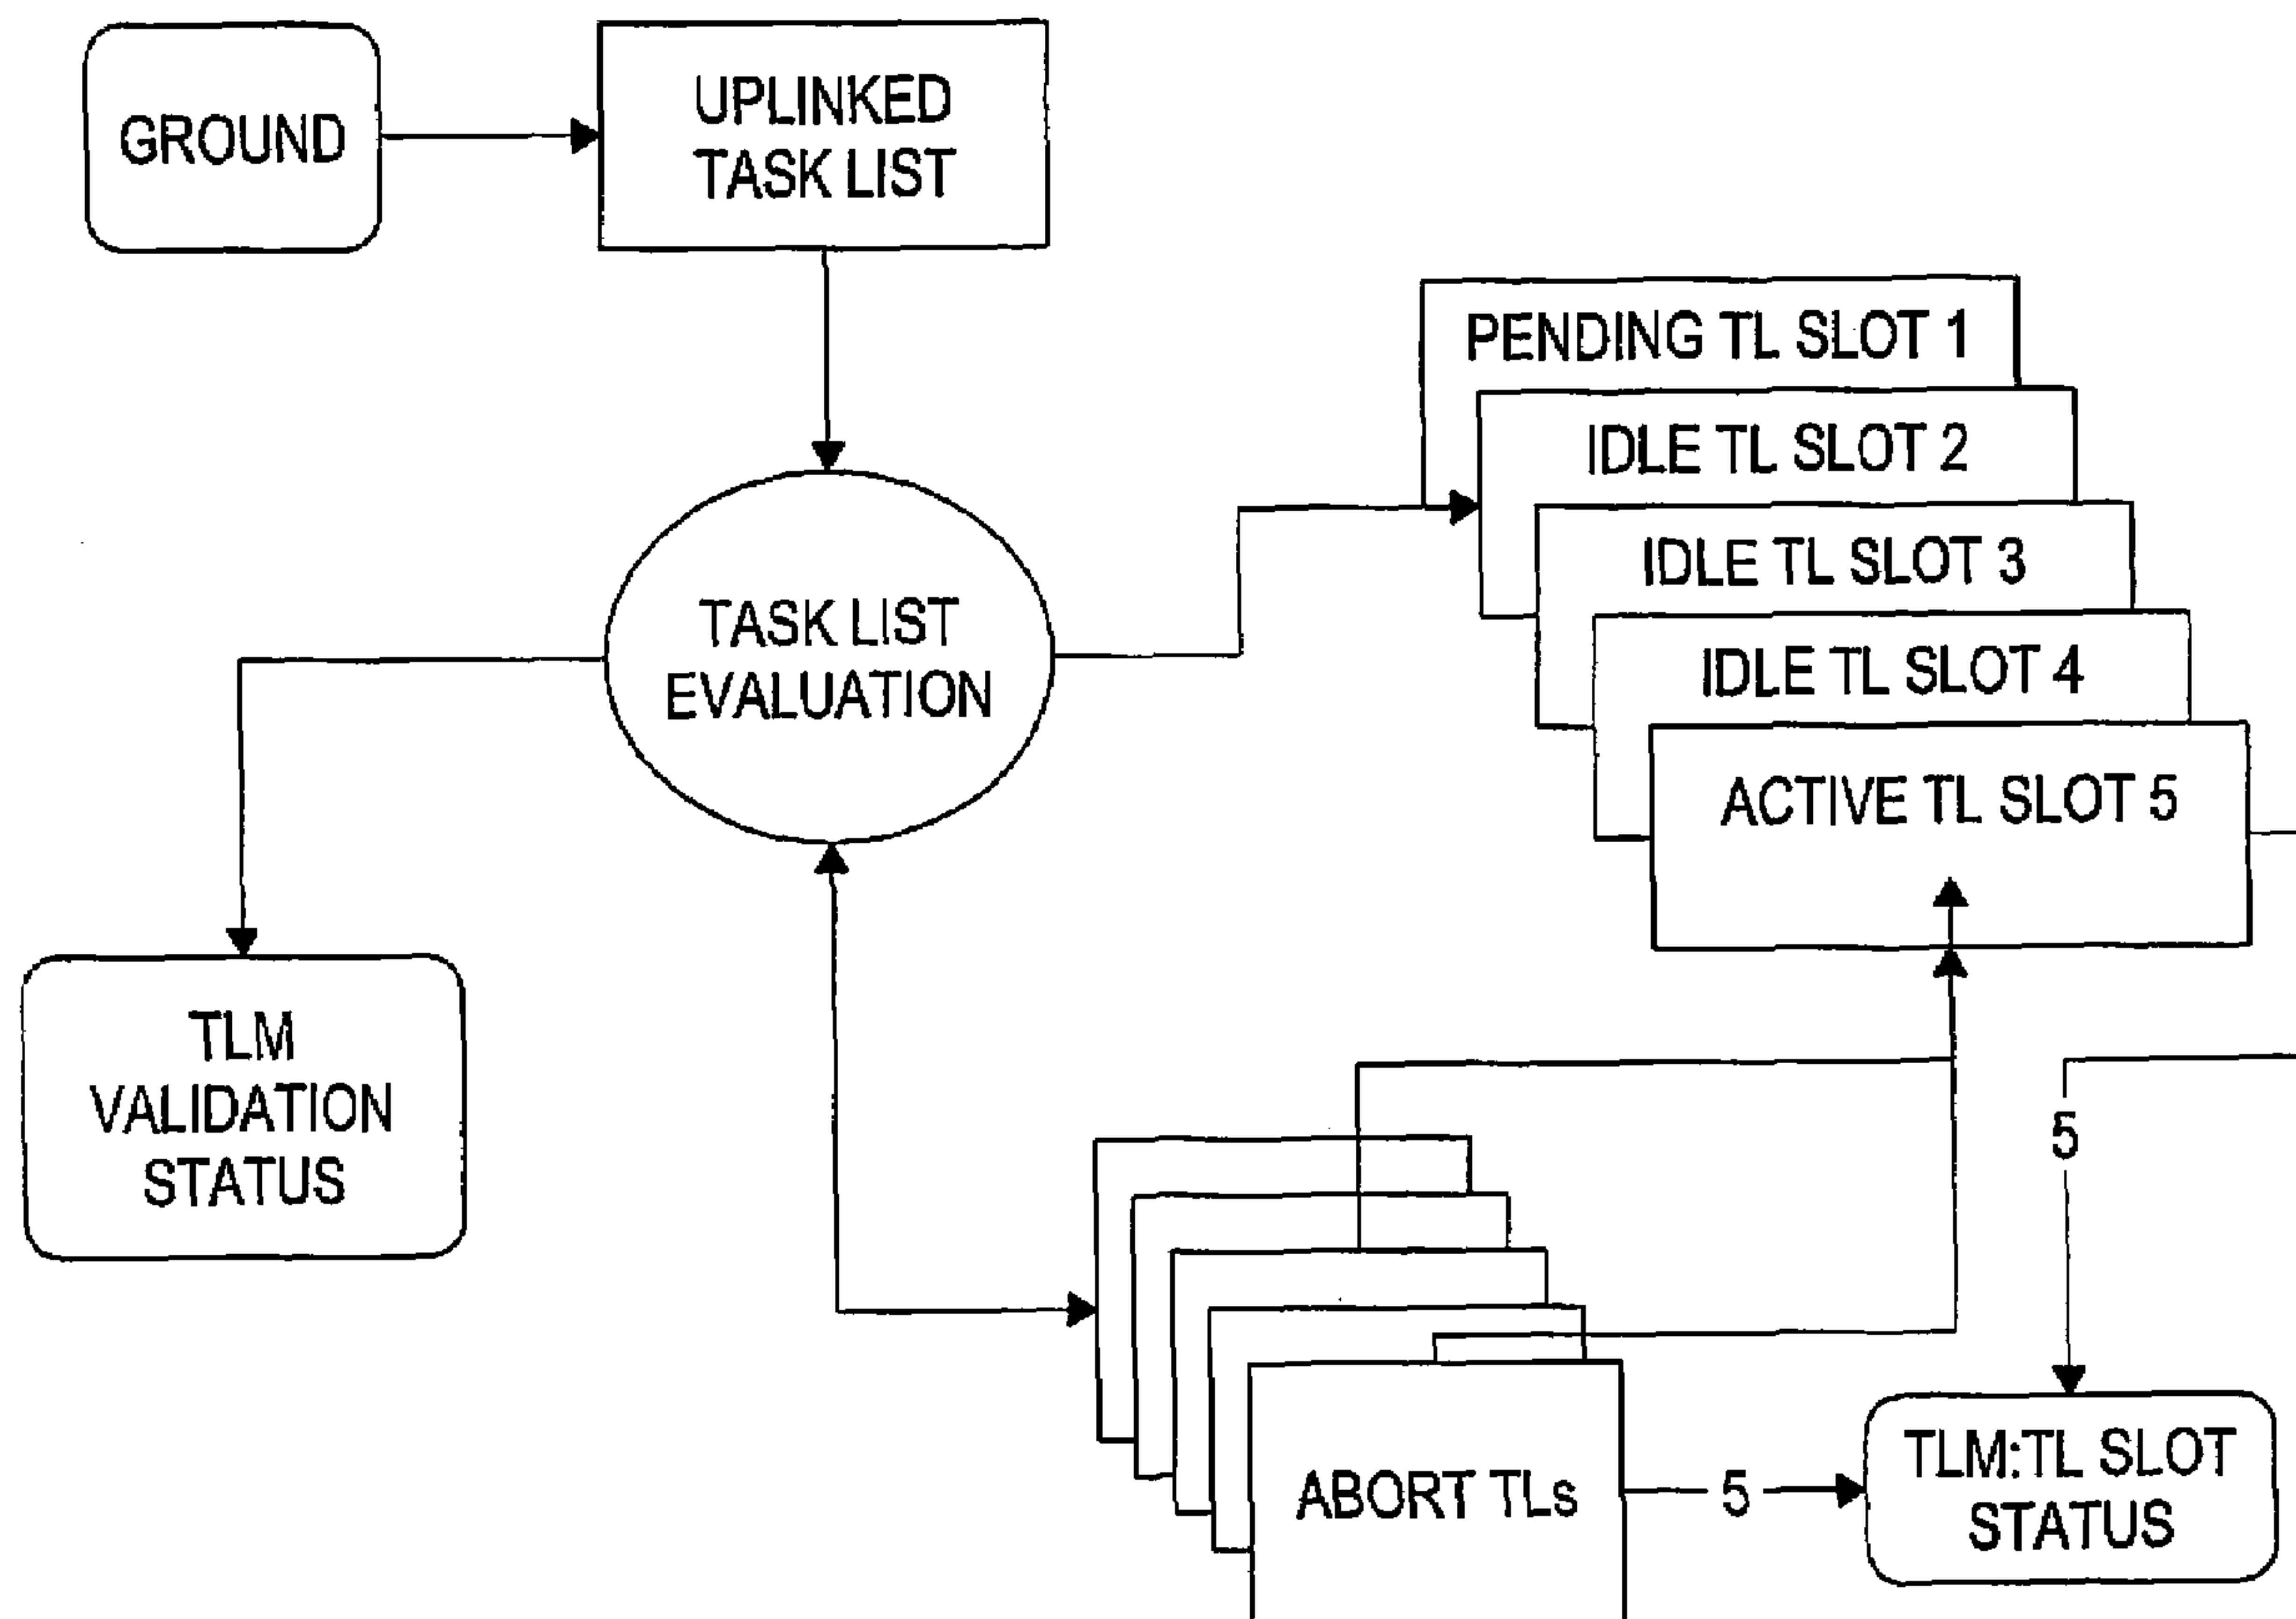 GROUND
UPLINKED
TASK LIST
PENDING TL SLOT 1
IDLE TL SLOT 2
IDLE TL SLOT 3
IDLE TL SLOT 4
ACTIVE TL SLOT 5
TASK LIST
EVALUATION
TLM
VALIDATION
STATUS
5
ABORT TLs
5
TLM:TL SLOT
STATUS